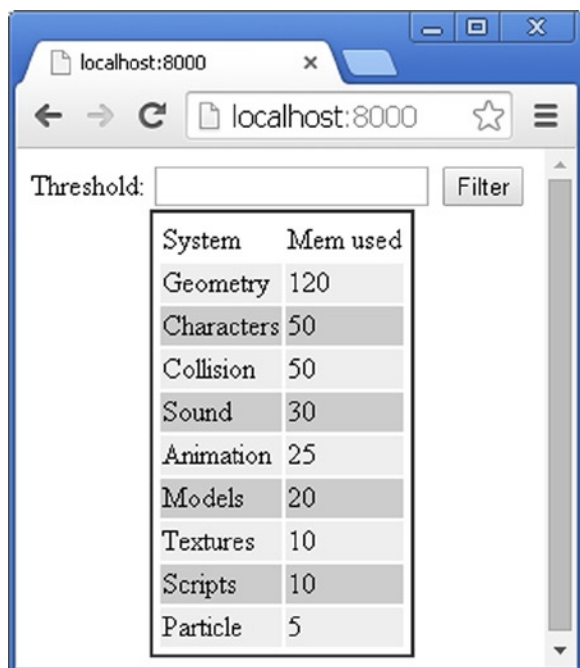 localhost:8000
localhost:8000
Threshold: Filter
System Mem used
Geometry 120
Characters 50
Collision 50
Sound 30
Animation 25
Models 20
Textures 10
Scripts 10
Particle 5